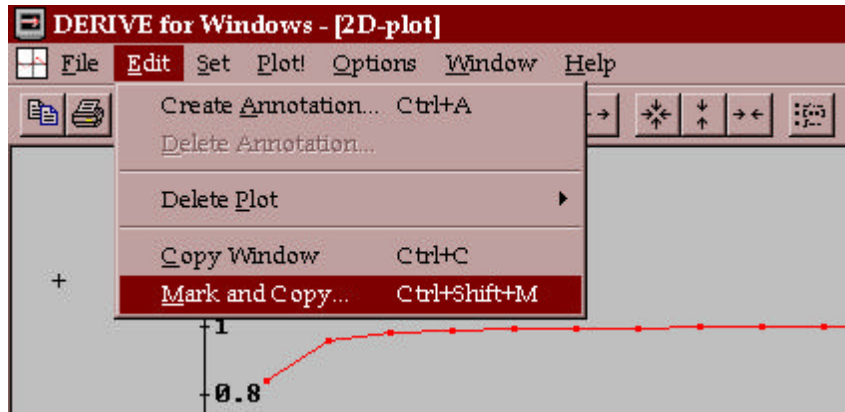 DERIVE for Windows - [2D-plot]
File Edit Set Plot! Options Window Help
Create Annotation... Ctrl+A
Delete Annotation...
Delete Plot
Copy Window Ctrl+C
Mark and Copy... Ctrl+Shift+M
1
0.8